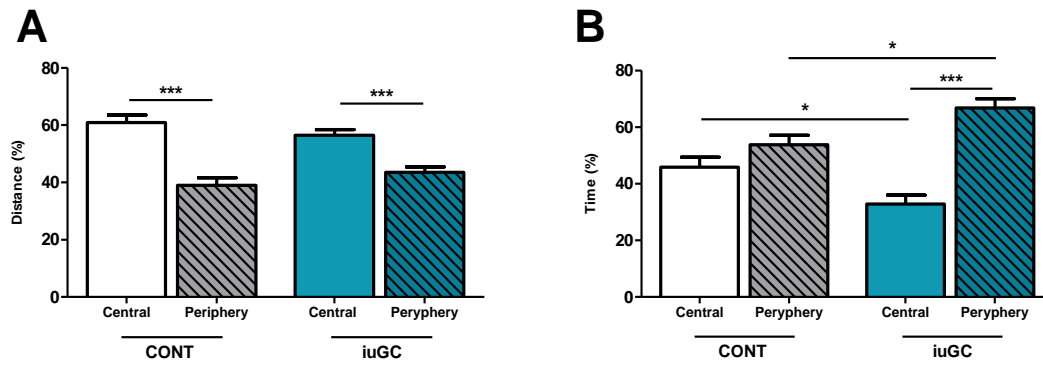 A
Distance (%)
80
60
40
20
0
***
***
Central Periphery Central Peryphery
CONT iuGC
B
Time (%)
80
60
40
20
0
*
*
***
Central Peryphery Central Peryphery
CONT iuGC